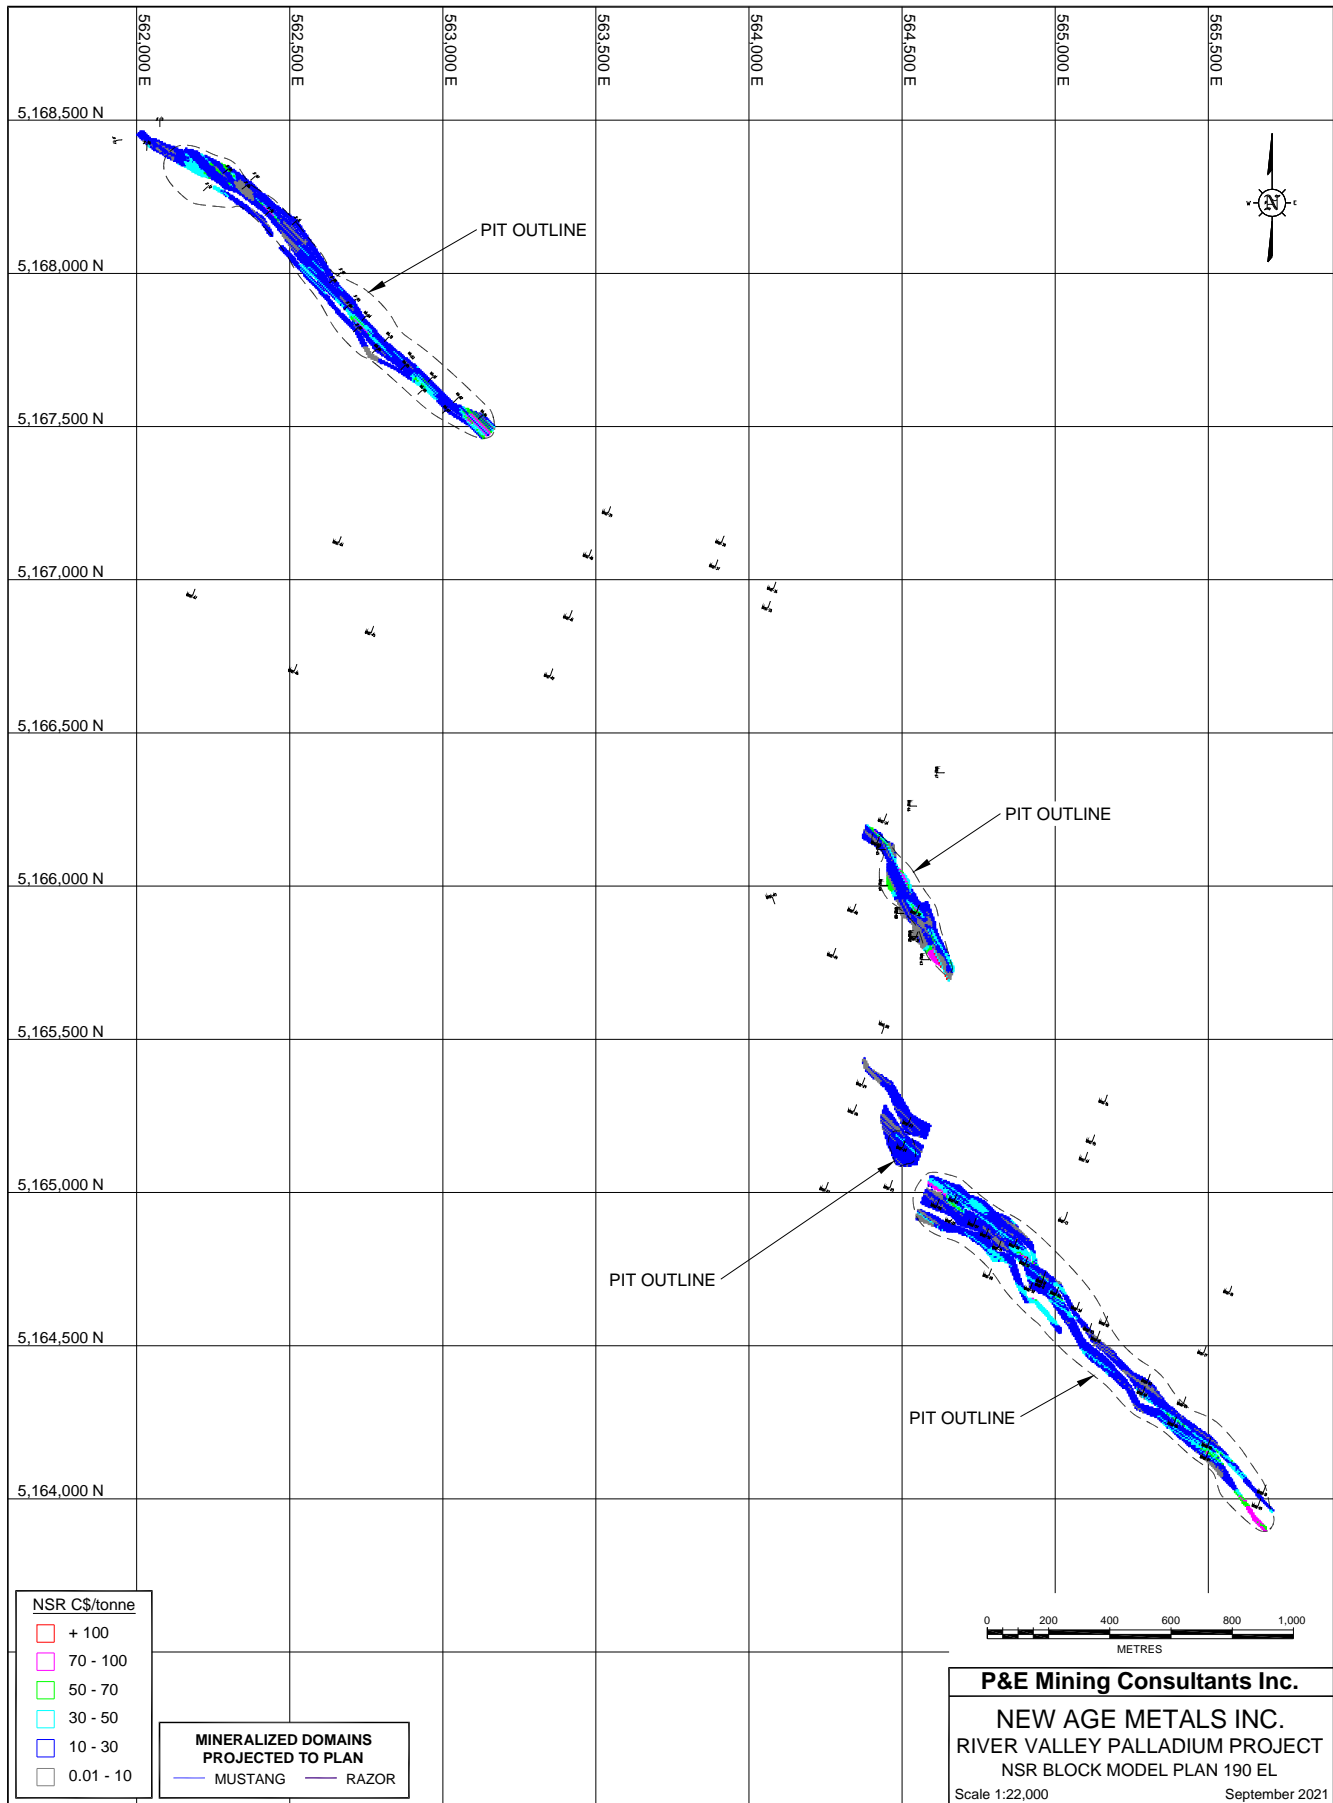 562,000 E
562,500 E
563,000 E
563,500 E
564,000 E
564,500 E
565,000 E
565,500 E
5,168,500 N
W N E
PIT OUTLINE
5,168,000 N
5,167,500 N
5,167,000 N
5,166,500 N
PIT OUTLINE
5,166,000 N
5,165,500 N
5,165,000 N
PIT OUTLINE
5,164,500 N
PIT OUTLINE
5,164,000 N
NSR C$/tonne
+ 100
70 - 100
50 - 70
30 - 50
10 - 30
0.01 - 10
MINERALIZED DOMAINS
PROJECTED TO PLAN
MUSTANG RAZOR
0 200 400 600 800 1,000
METRES
P&E Mining Consultants Inc.
NEW AGE METALS INC.
RIVER VALLEY PALLADIUM PROJECT
NSR BLOCK MODEL PLAN 190 EL
Scale 1:22,000 September 2021